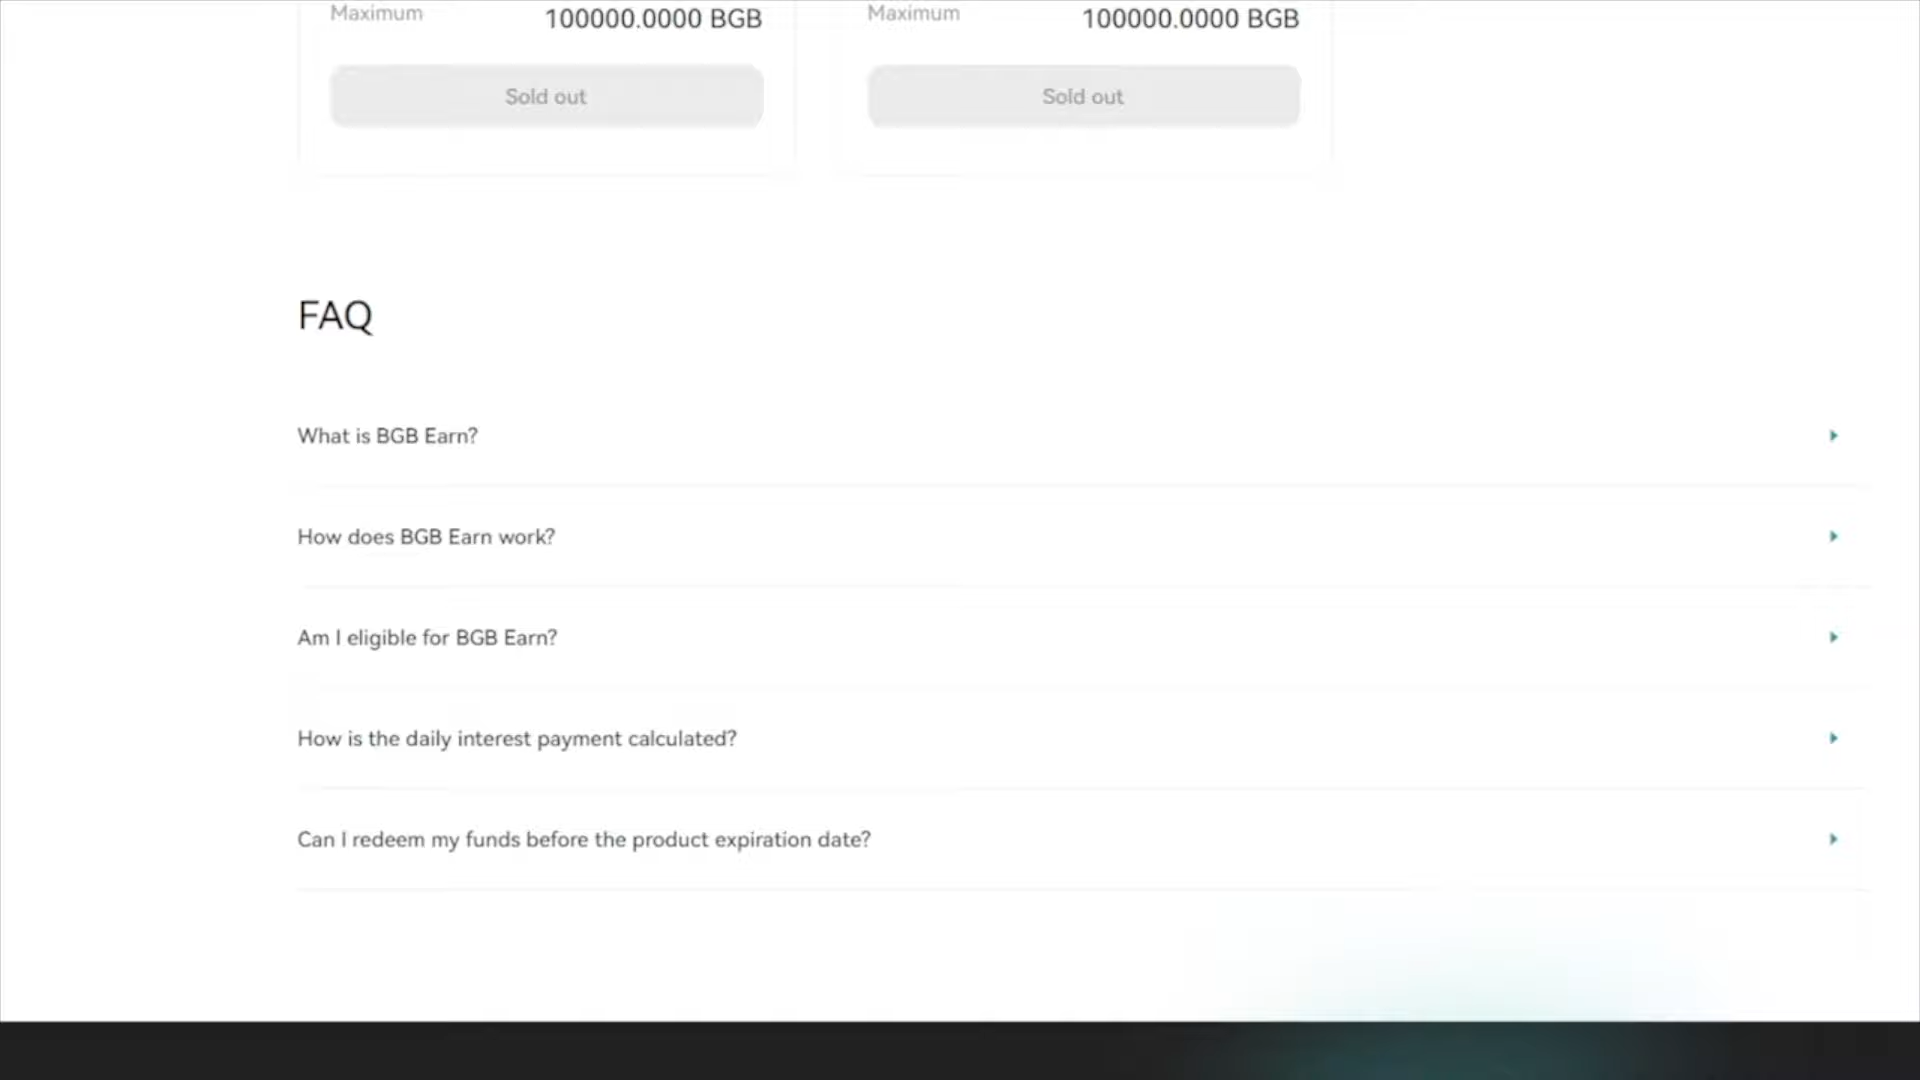 Maximum 100000.0000 BGB Maximum 100000.0000 BGB
Sold out Sold out
FAQ
What is BGB Earn?
How does BGB Earn work?
Am I eligible for BGB Earn?
How is the daily interest payment calculated?
Can I redeem my funds before the product expiration date?